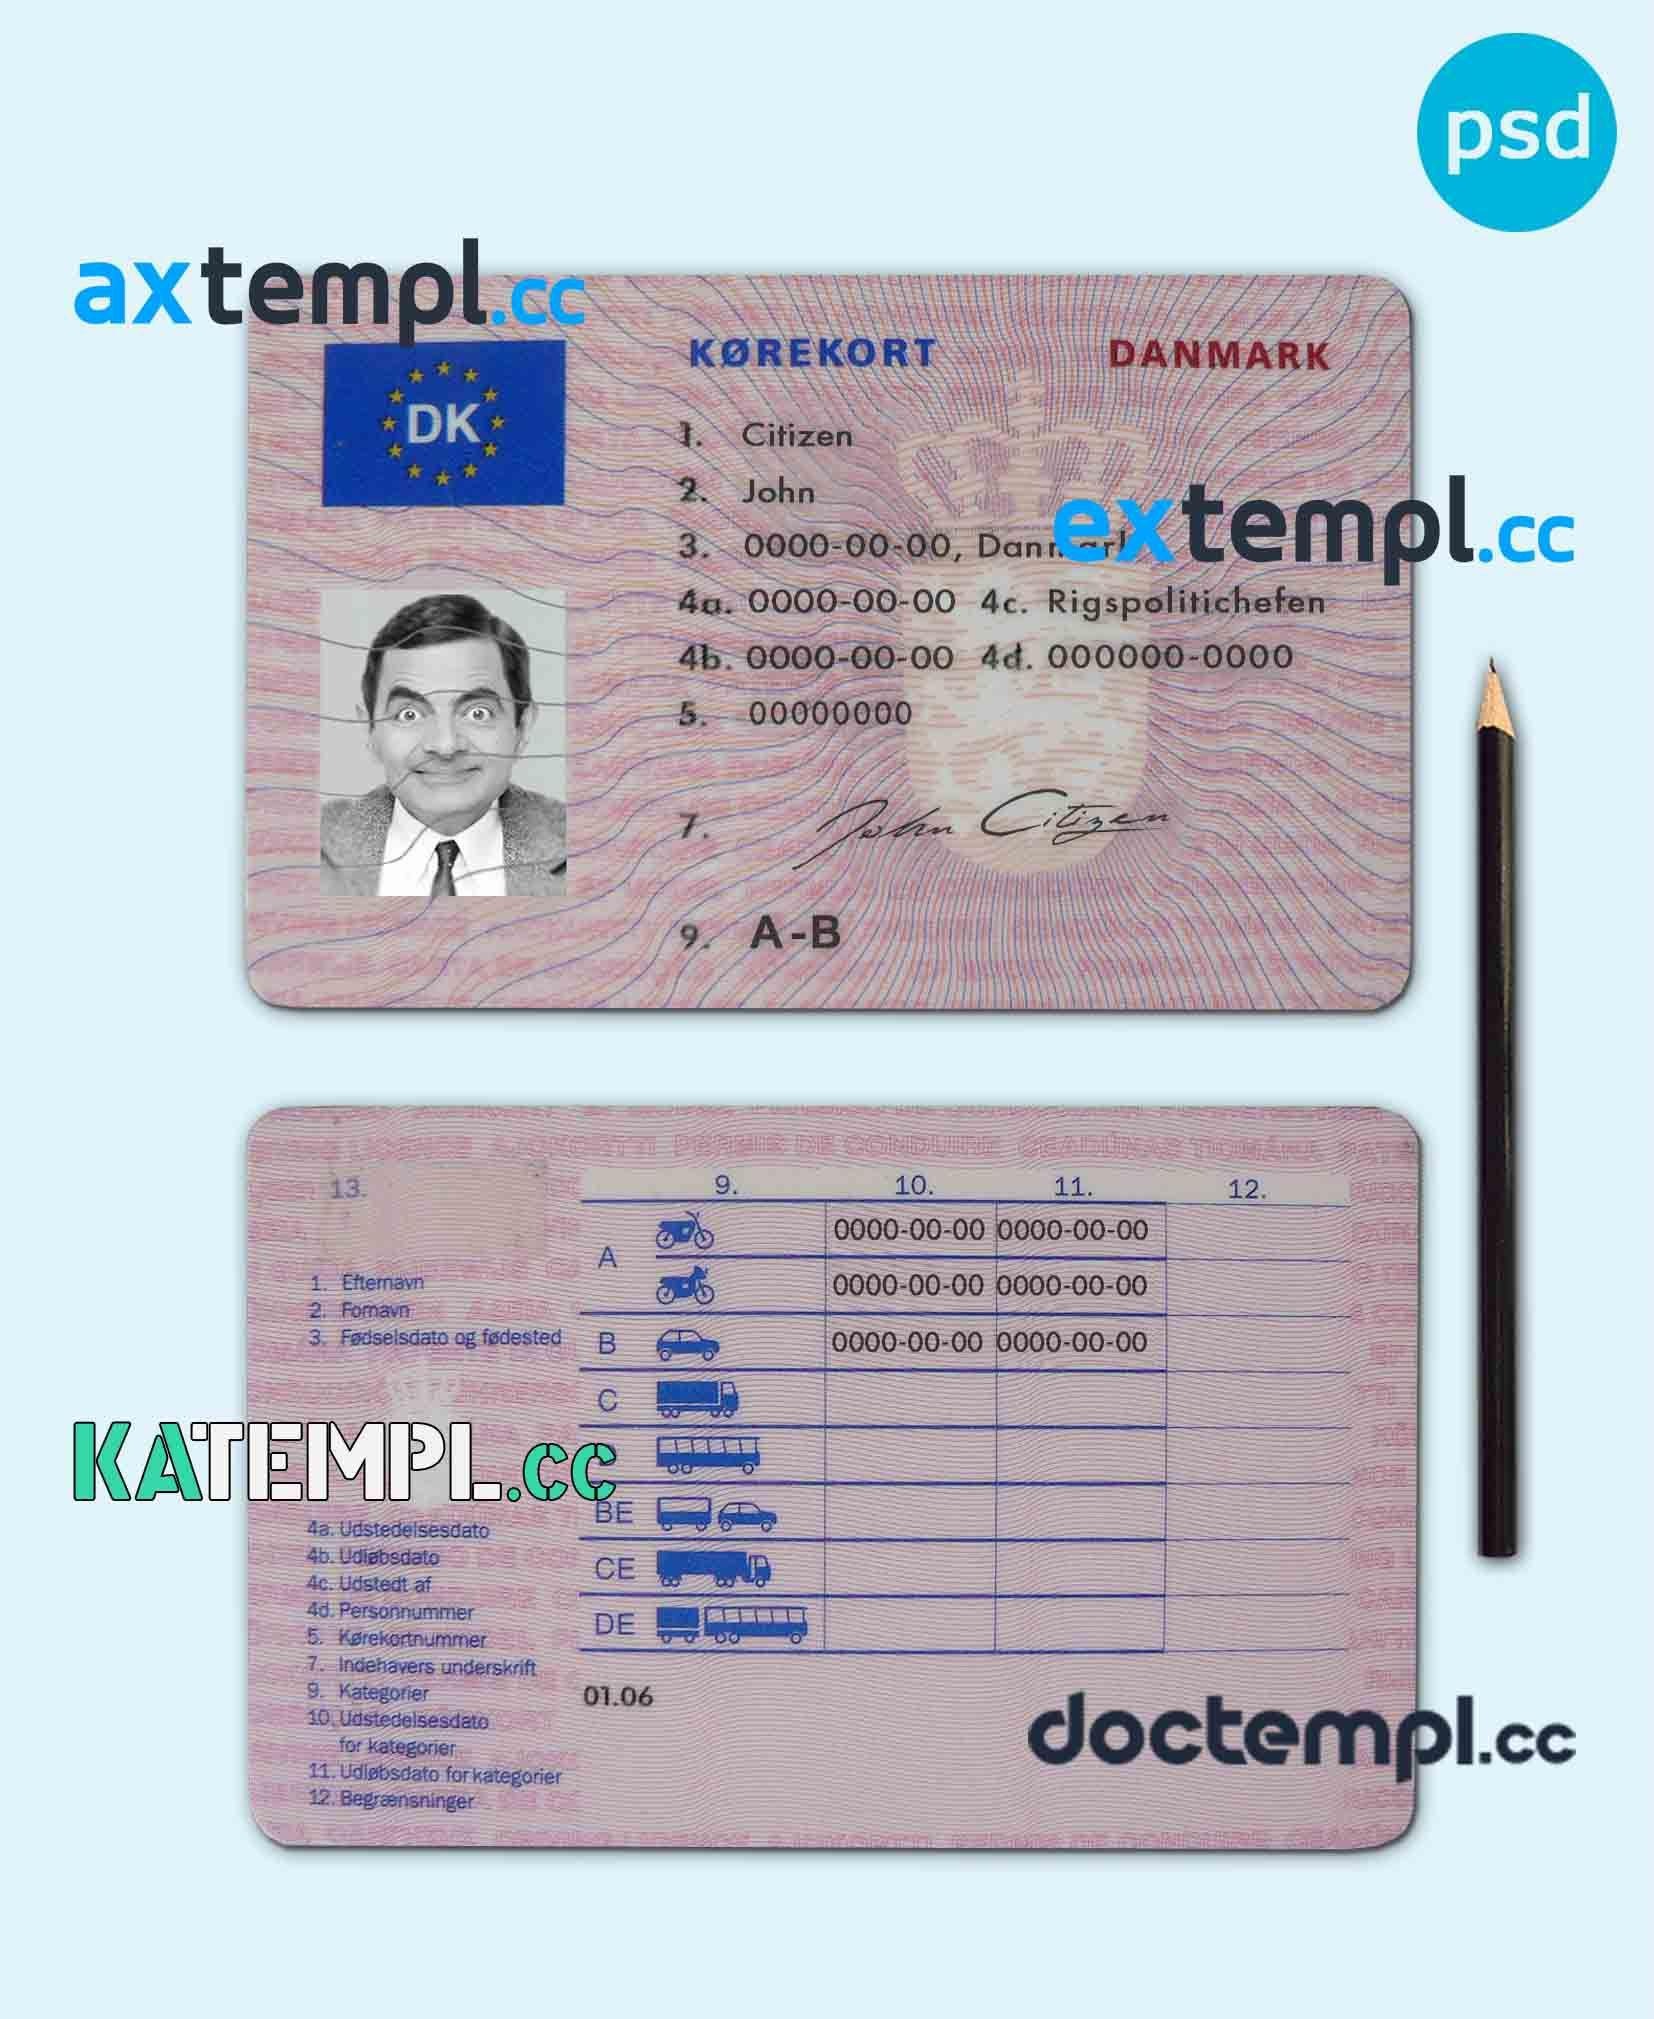 psd
axtempl.cc
DK
KØREKORT DANMARK
1. Citizen
2. John
extempl.cc
3. 0000-00-00, Danmark
4a. 0000-00-00 4c. Rigspolitichefen
4b. 0000-00-00 4d. 000000-0000
5. 00000000
7. John Citizen
9. A-B
PERMIS DE CONDUIRE CEADÚNAS TIOMÁNA
13.
9. 10. 11. 12.
A
0000-00-00 0000-00-00
0000-00-00 0000-00-00
B 0000-00-00 0000-00-00
C
BE
CE
DE
1. Efternavn
2. Fornavn
3. Fødselsdato og fødested
KATEMPL.cc
4a. Udstedelsesdato
4b. Udløbsdato
4c. Udstedt af
4d. Personnummer
5. Kørekortnummer
7. Indehavers underskrift
9. Kategorier
10. Udstedelsesdato
for kategorier
11. Udløbsdato for kategorier
12. Begrænsninger
01.06
doctempl.cc